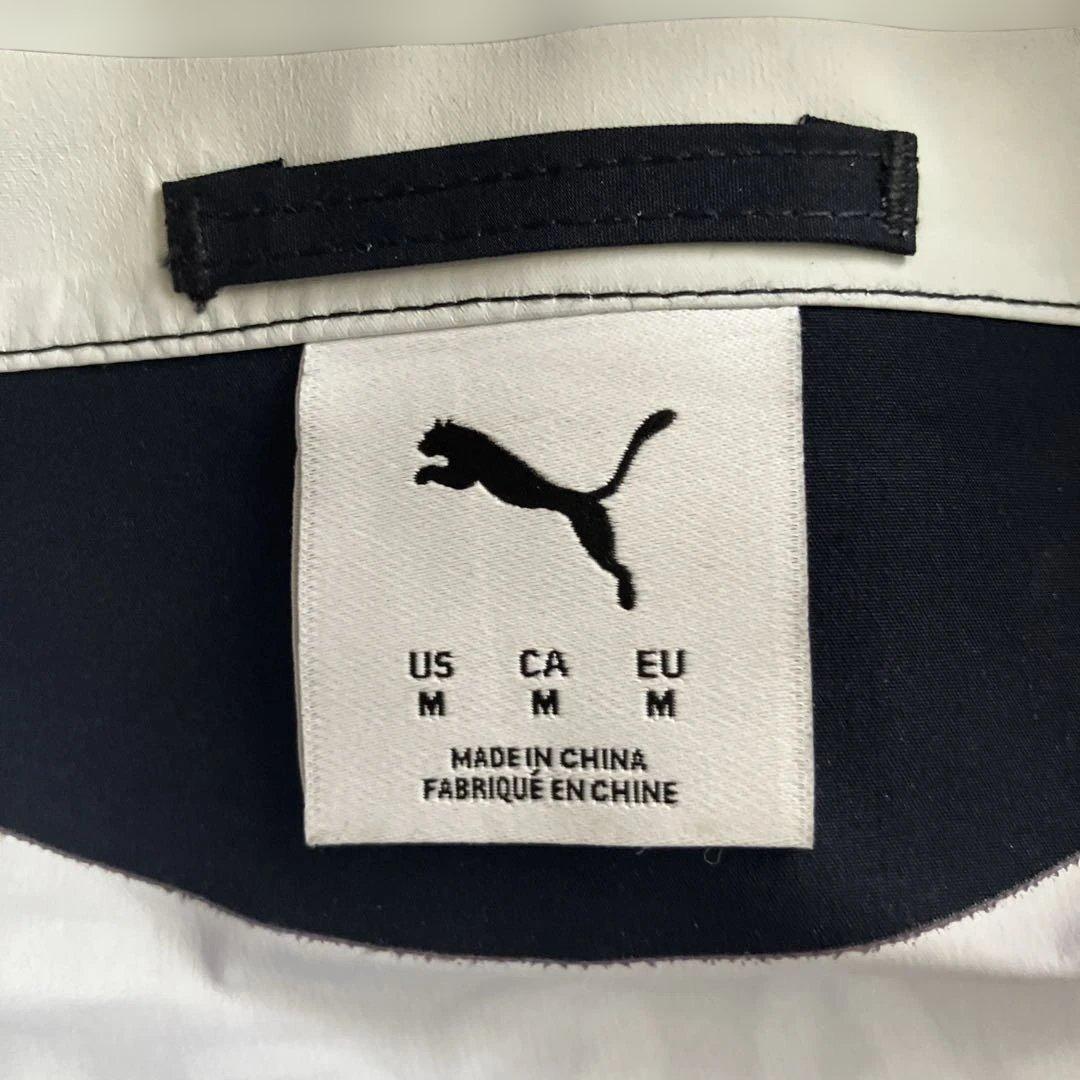 US CA EU
M M M
MADE IN CHINA
FABRIQUÉ EN CHINE